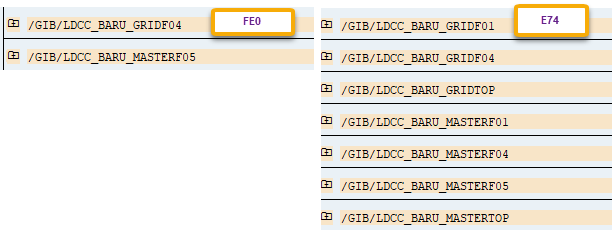 FE0
/GIB/LDCC_BARU_GRIDF04
/GIB/LDCC_BARU_MASTERF05
E74
/GIB/LDCC_BARU_GRIDF01
/GIB/LDCC_BARU_GRIDF04
/GIB/LDCC_BARU_GRIDTOP
/GIB/LDCC_BARU_MASTERF01
/GIB/LDCC_BARU_MASTERF04
/GIB/LDCC_BARU_MASTERF05
/GIB/LDCC_BARU_MASTERTOP